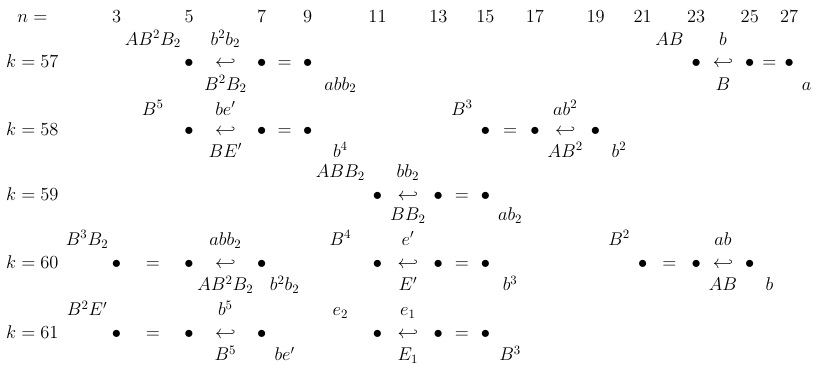 n = 3 5 7 9 11 13 15 17 19 21 23 25 27
AB²B₂ b²b₂ AB b
k = 57 • ↩ • = • • ↩ • = •
B²B₂ abb₂ B a
B⁵ be′ B³ ab²
k = 58 • ↩ • = • • = • ↩ •
BE′ b⁴ AB² b²
ABB₂ bb₂
k = 59 • ↩ • = •
BB₂ ab₂
B³B₂ abb₂ B⁴ e′ B² ab
k = 60 • = • ↩ • • ↩ • = • • = • ↩ •
AB²B₂ b²b₂ E′ b³ AB b
B²E′ b⁵ e₂ e₁
k = 61 • = • ↩ • • ↩ • = •
B⁵ be′ E₁ B³